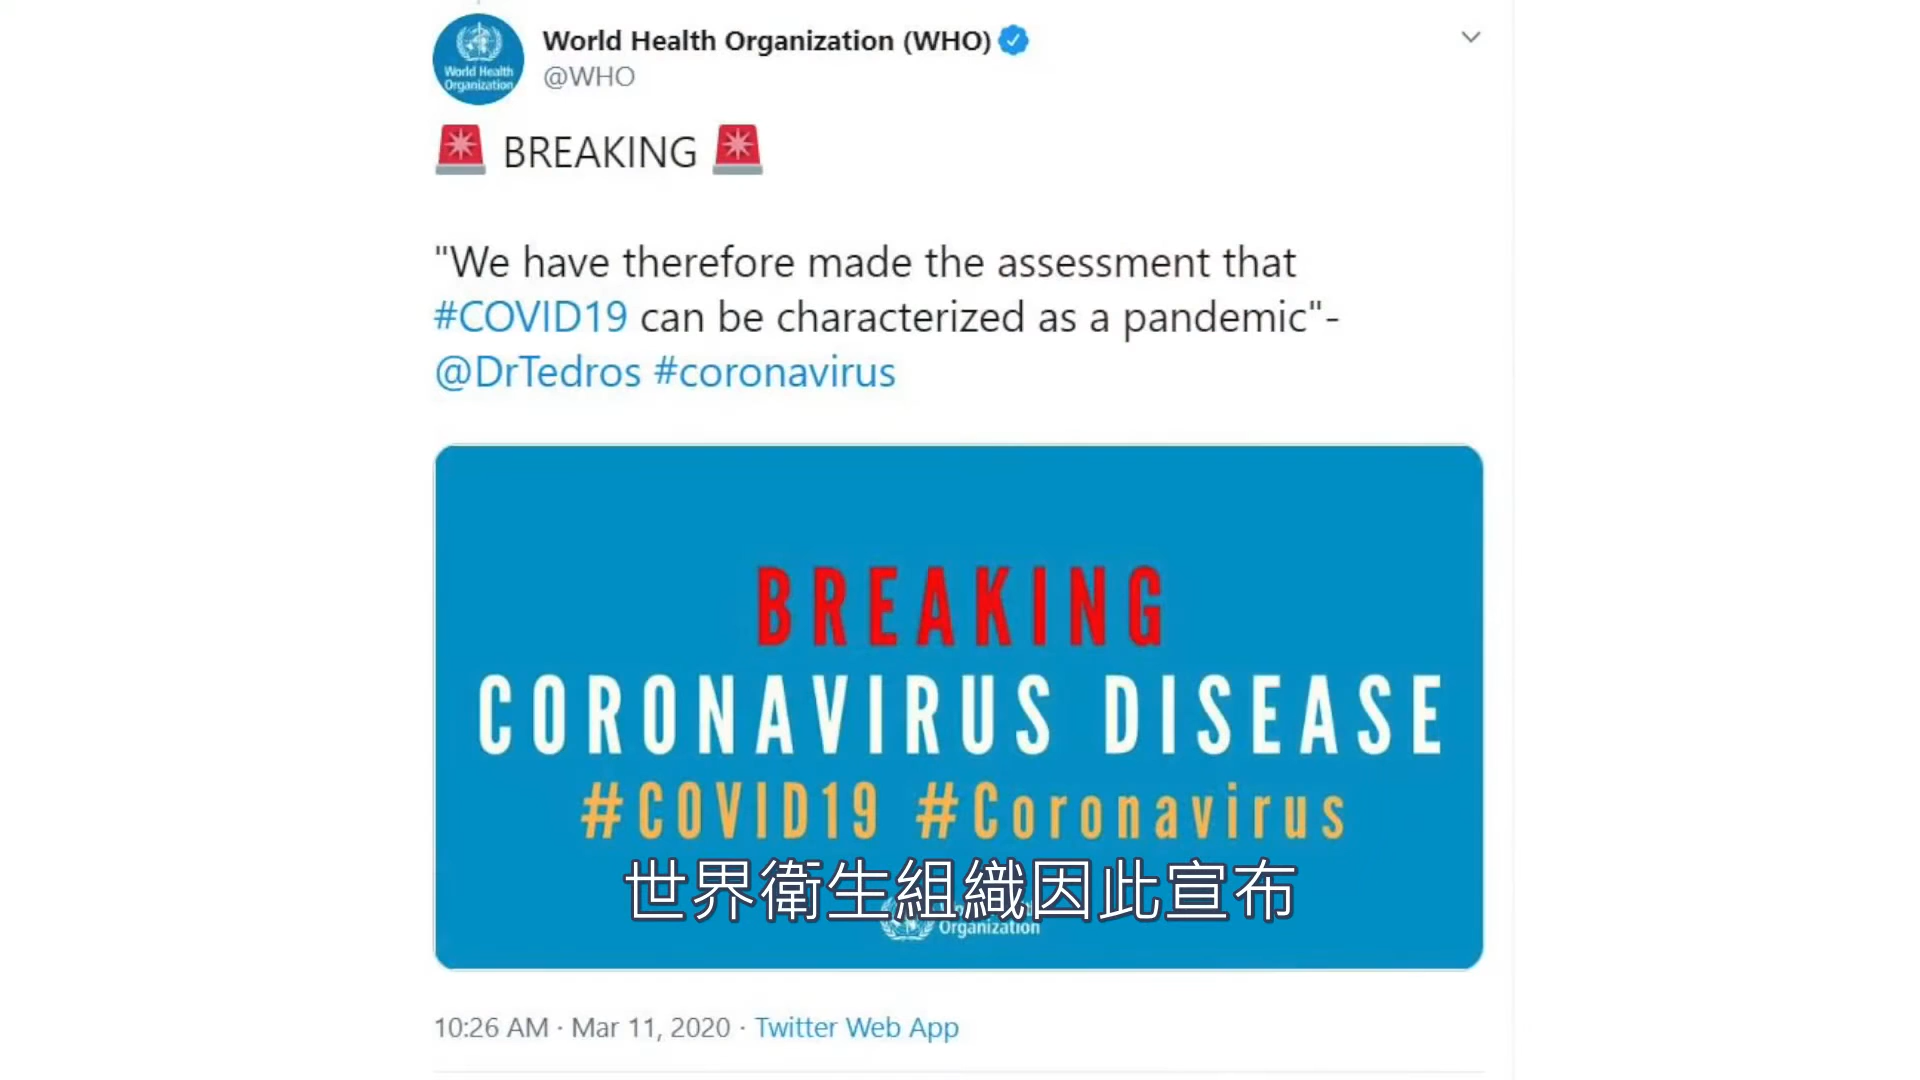 World Health Organization (WHO)
World Health
Organization
@WHO
🚨 BREAKING 🚨
"We have therefore made the assessment that
#COVID19 can be characterized as a pandemic"-
@DrTedros #coronavirus
BREAKING
CORONAVIRUS DISEASE
#COVID19 #Coronavirus
世界衛生組織因此宣布
Organization
10:26 AM · Mar 11, 2020 · Twitter Web App